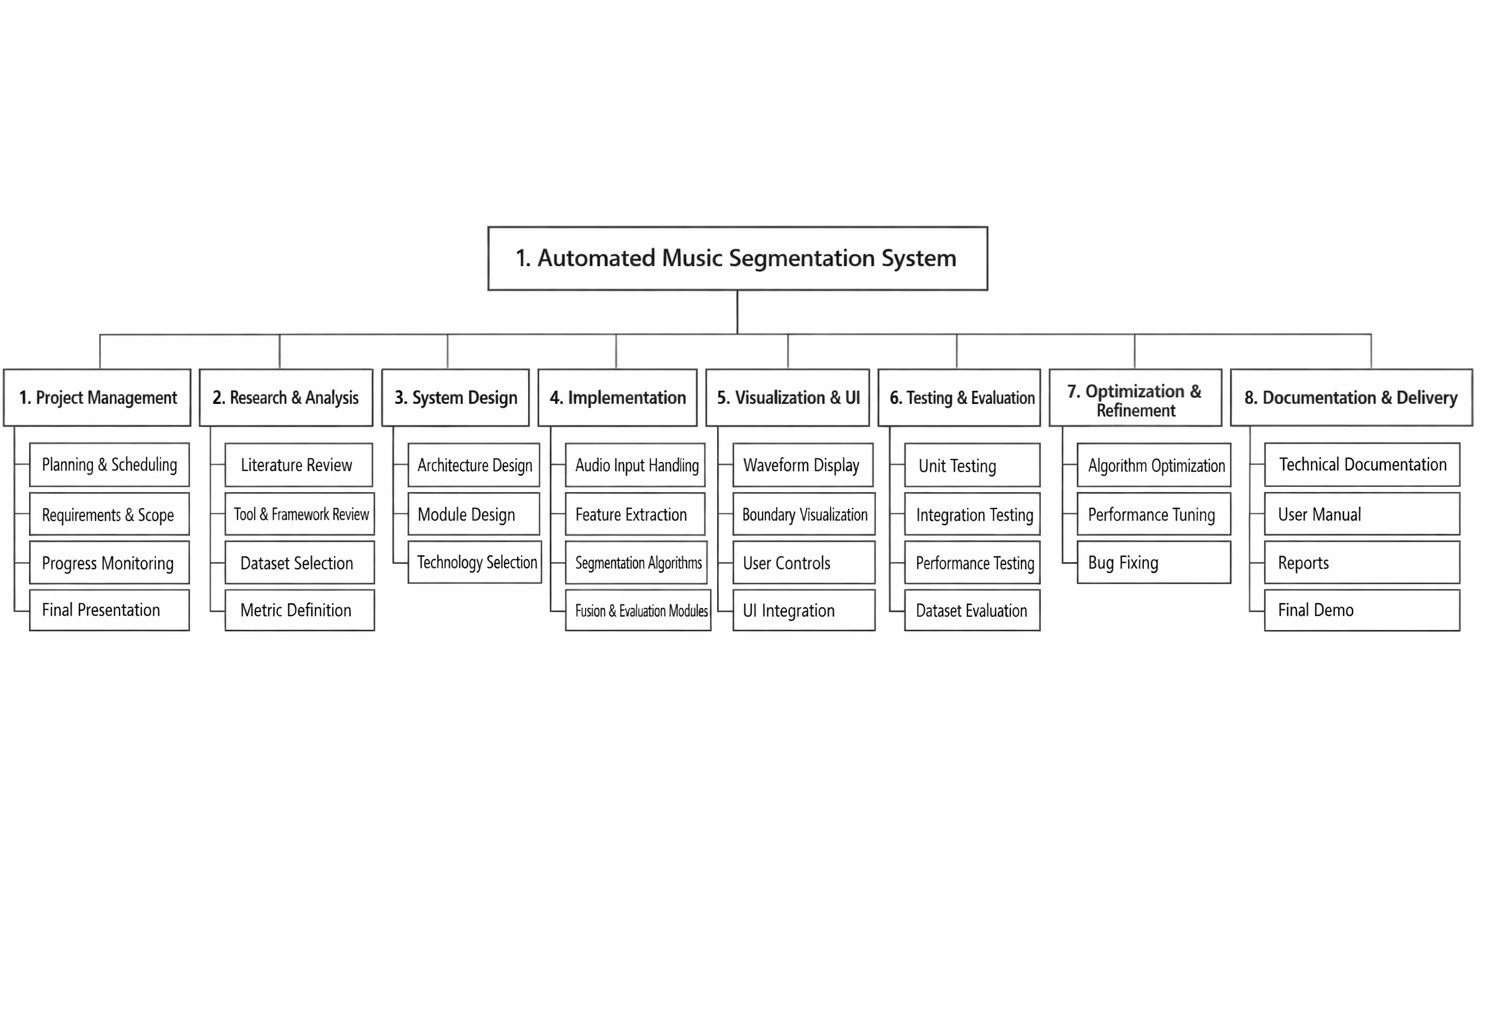 1. Automated Music Segmentation System
1. Project Management
Planning & Scheduling
Requirements & Scope
Progress Monitoring
Final Presentation
2. Research & Analysis
Literature Review
Tool & Framework Review
Dataset Selection
Metric Definition
3. System Design
Architecture Design
Module Design
Technology Selection
4. Implementation
Audio Input Handling
Feature Extraction
Segmentation Algorithms
Fusion & Evaluation Modules
5. Visualization & UI
Waveform Display
Boundary Visualization
User Controls
UI Integration
6. Testing & Evaluation
Unit Testing
Integration Testing
Performance Testing
Dataset Evaluation
7. Optimization &
Refinement
Algorithm Optimization
Performance Tuning
Bug Fixing
8. Documentation & Delivery
Technical Documentation
User Manual
Reports
Final Demo